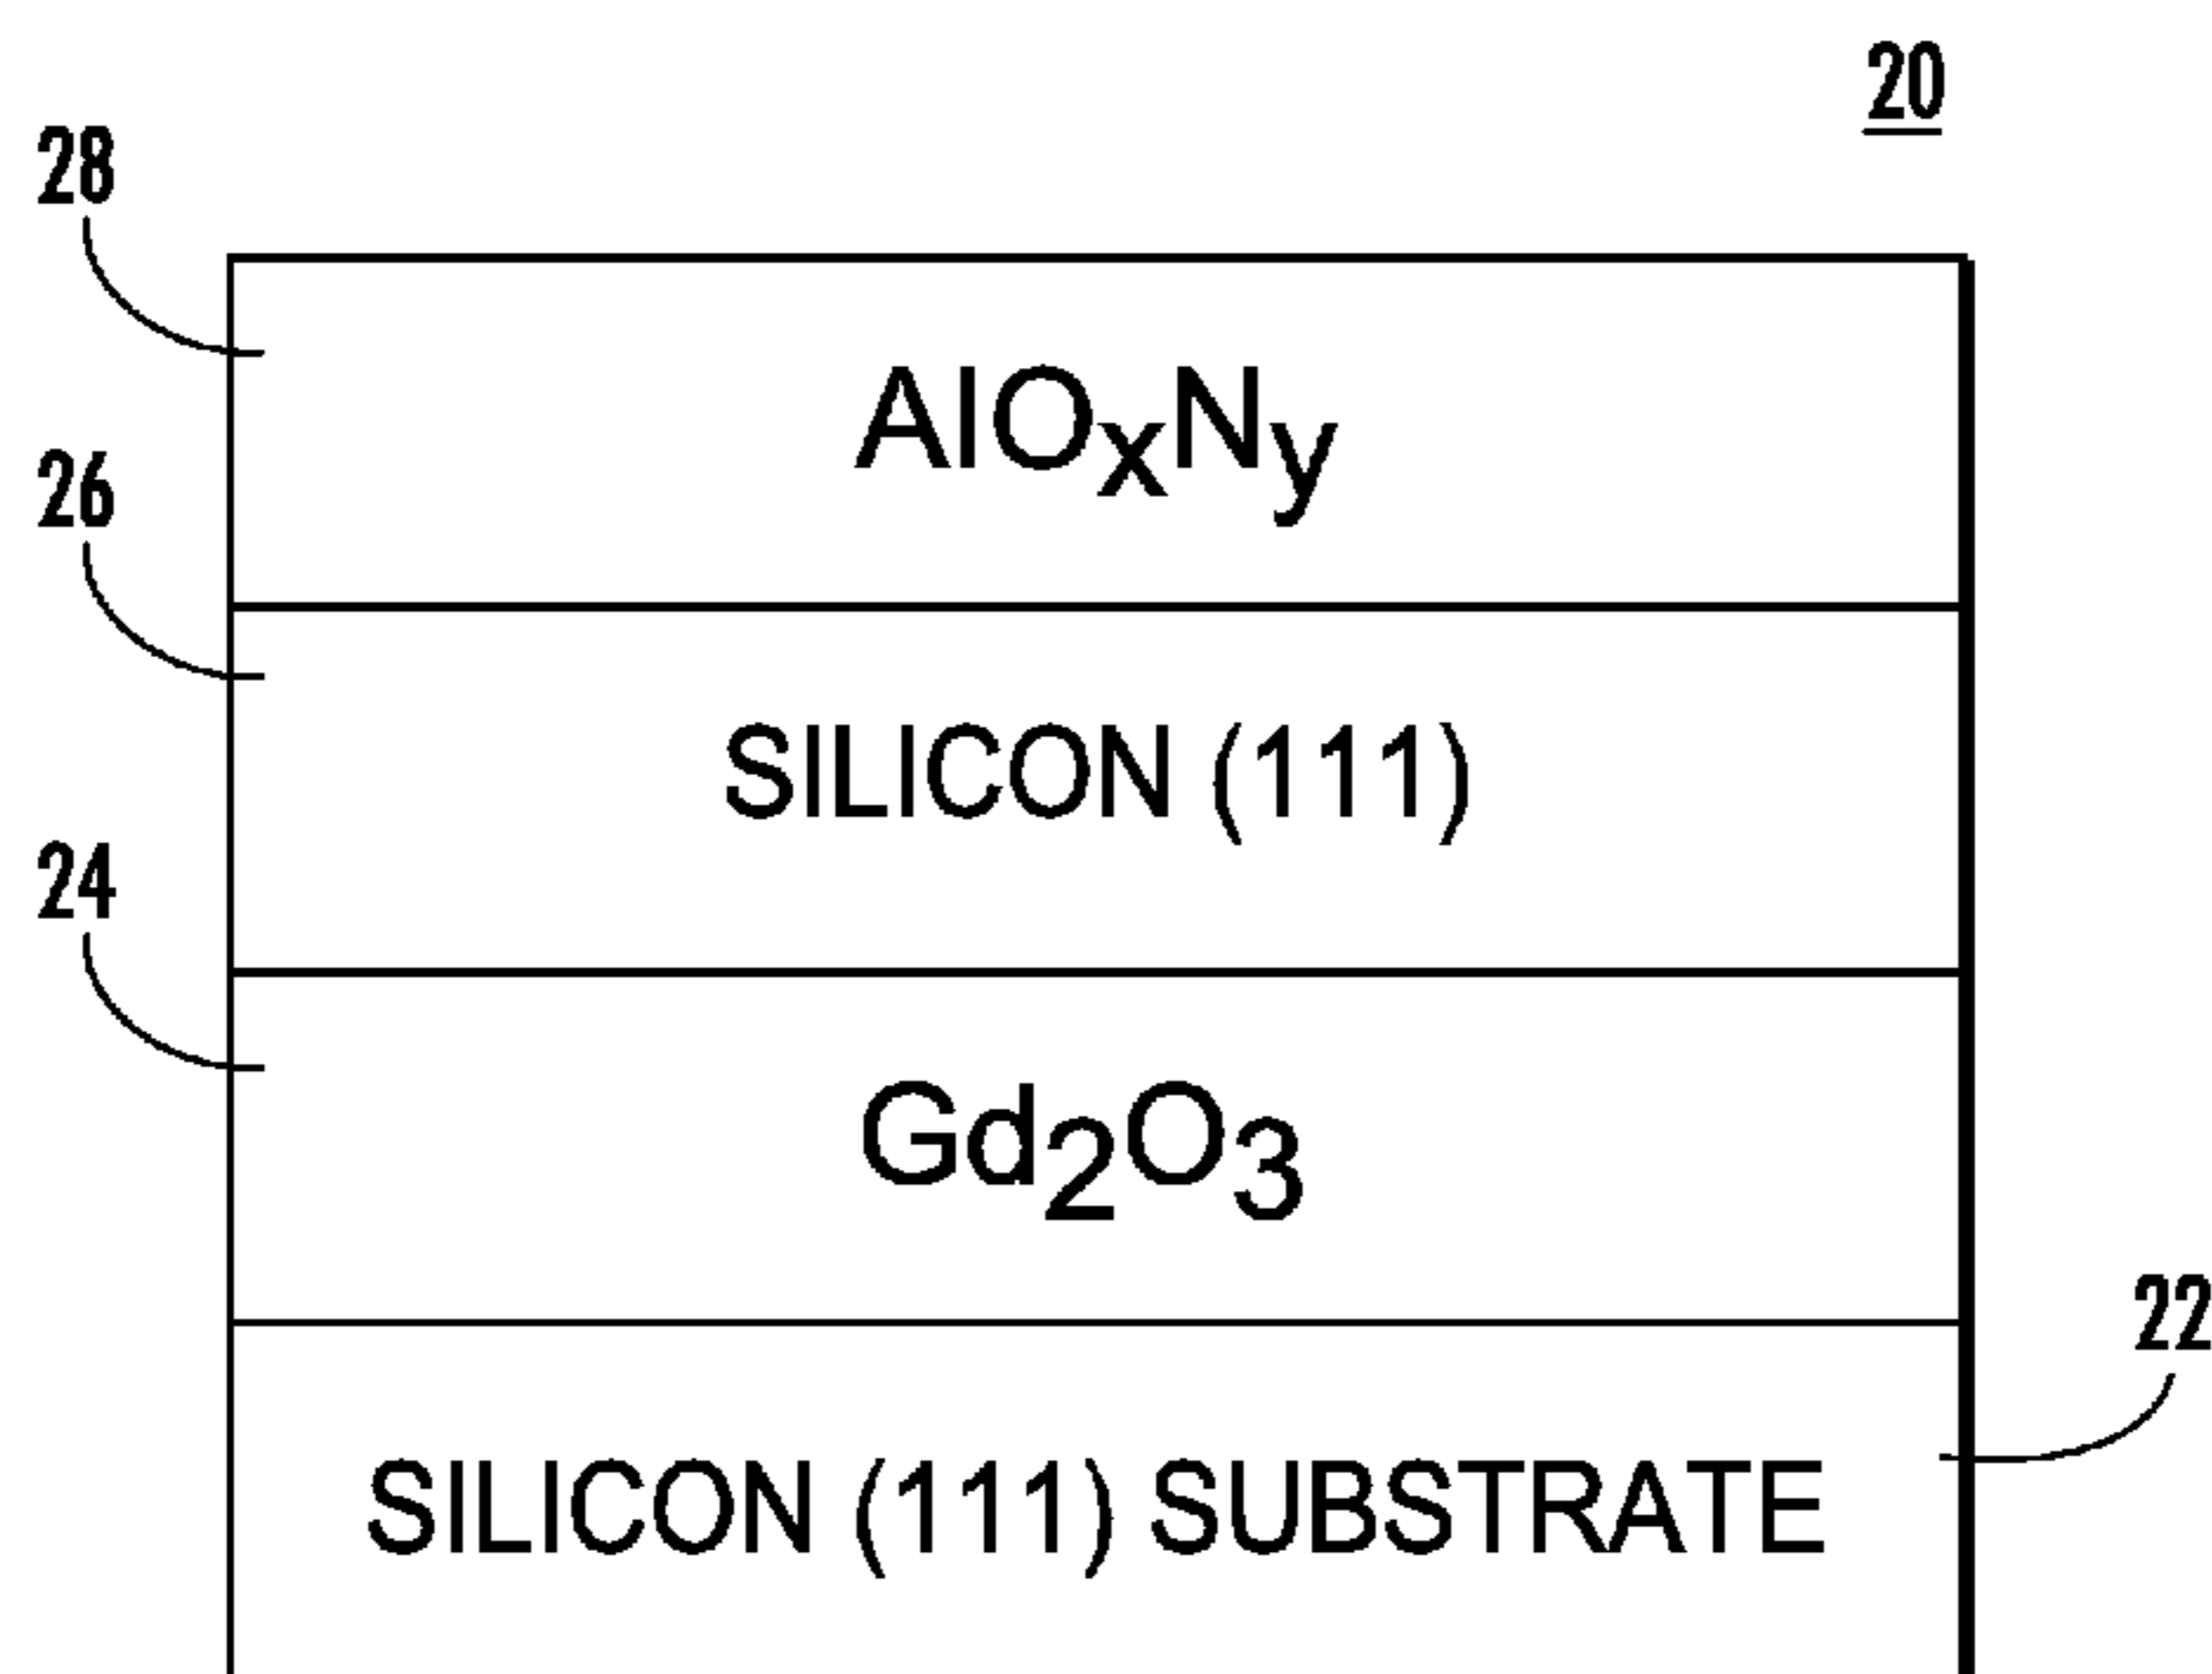 20
28
AlOxNy
26
SILICON (111)
24
Gd2O3
22
SILICON (111) SUBSTRATE